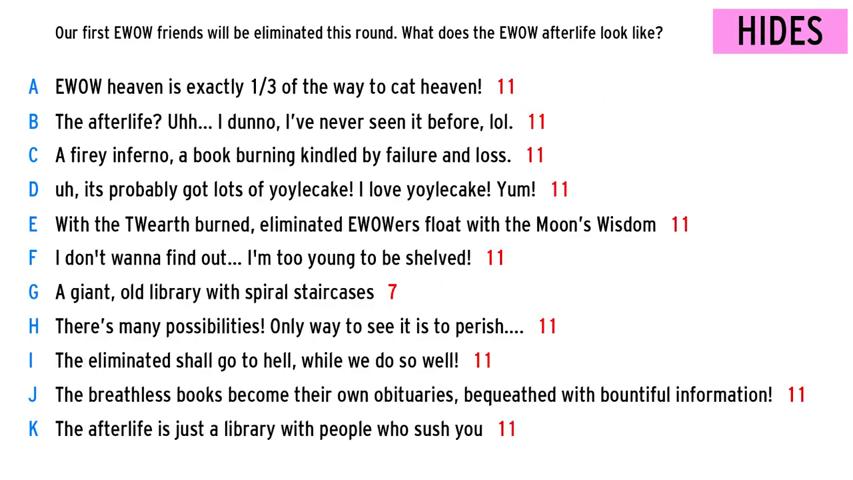 Our first EWOW friends will be eliminated this round. What does the EWOW afterlife look like?
HIDES
A EWOW heaven is exactly 1/3 of the way to cat heaven! 11
B The afterlife? Uhh... I dunno, I've never seen it before, lol. 11
C A firey inferno, a book burning kindled by failure and loss. 11
D uh, its probably got lots of yoylecake! I love yoylecake! Yum! 11
E With the TWearth burned, eliminated EWOWers float with the Moon's Wisdom 11
F I don't wanna find out... I'm too young to be shelved! 11
G A giant, old library with spiral staircases 7
H There's many possibilities! Only way to see it is to perish.... 11
I The eliminated shall go to hell, while we do so well! 11
J The breathless books become their own obituaries, bequeathed with bountiful information! 11
K The afterlife is just a library with people who sush you 11